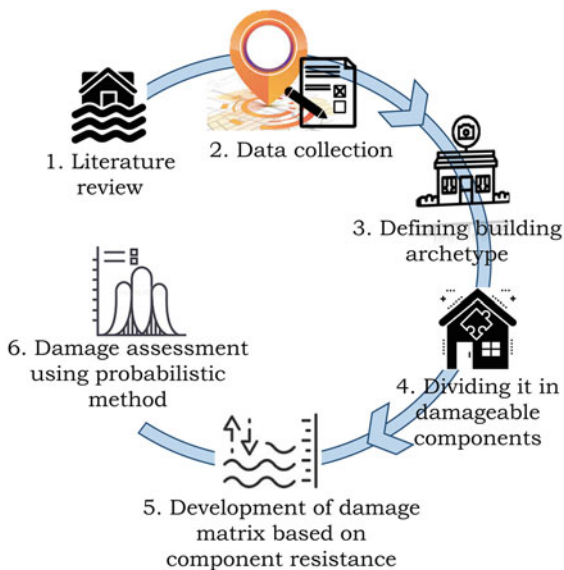 1. Literature
review
2. Data collection
3. Defining building
archetype
4. Dividing it in
damageable
components
5. Development of damage
matrix based on
component resistance
6. Damage assessment
using probabilistic
method